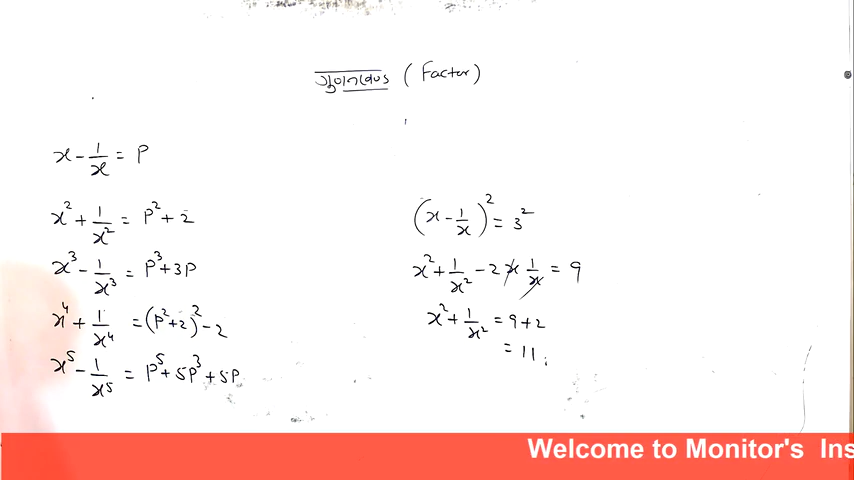 (Factor)
x - 1/x = P
x² + 1/x² = P² + 2
x³ - 1/x³ = P³ + 3P
x⁴ + 1/x⁴ = (P² + 2)² - 2
x⁵ - 1/x⁵ = P⁵ + 5P³ + 5P
(x - 1/x)² = 3²
x² + 1/x² - 2 x 1/x = 9
x² + 1/x² = 9 + 2
= 11.
Welcome to Monitor's Ins